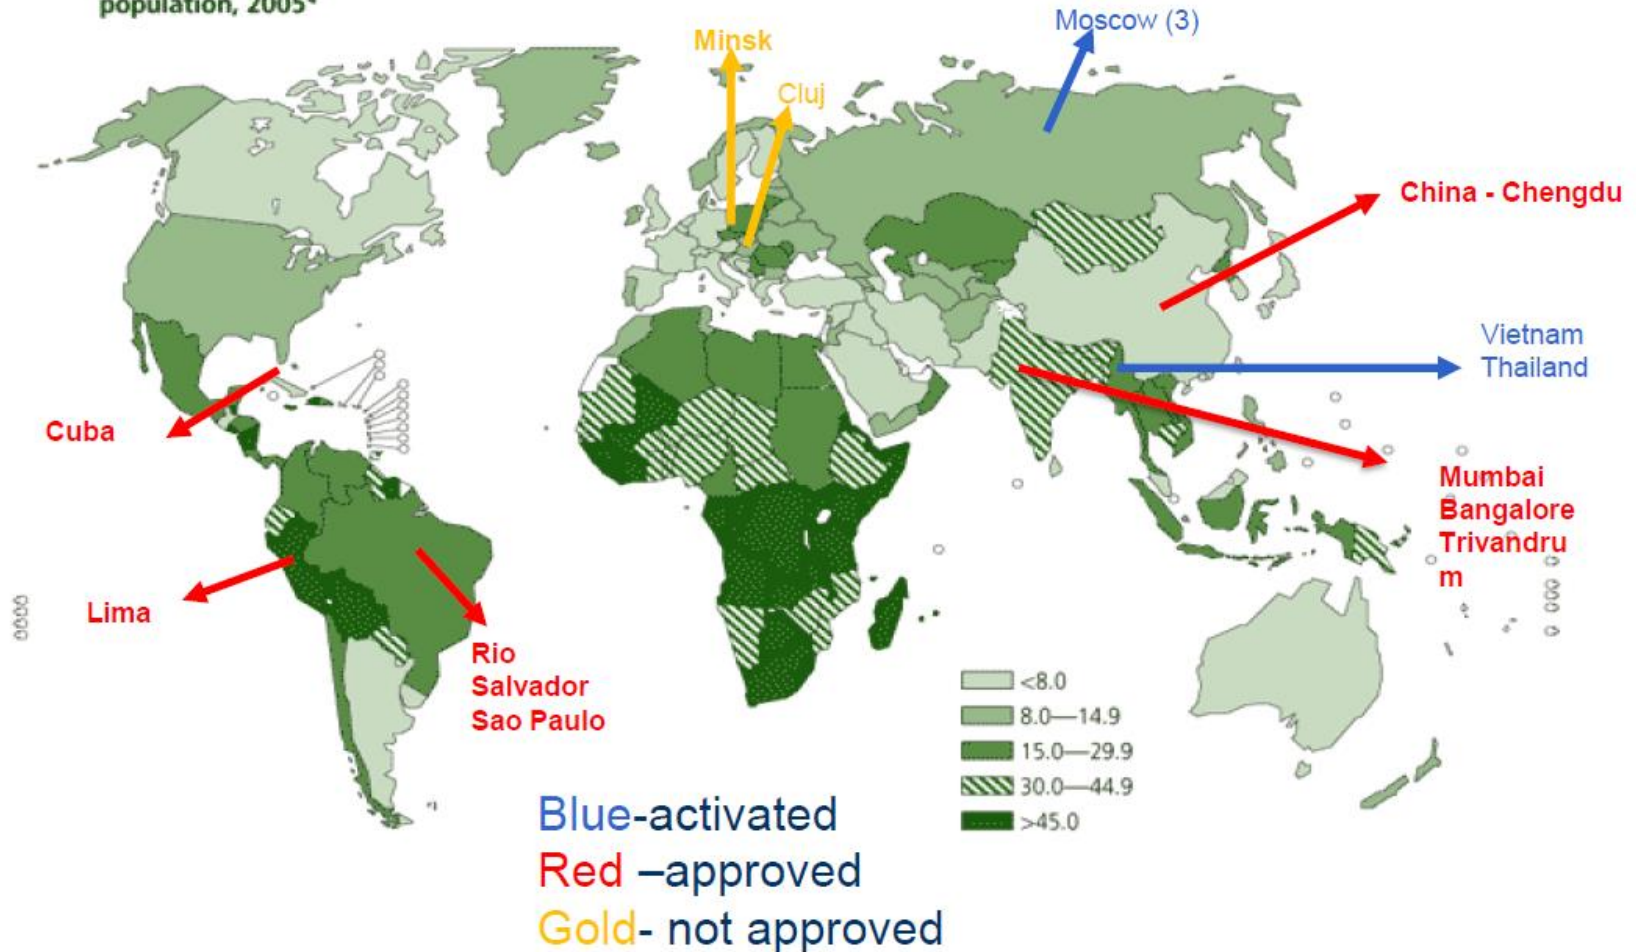 population, 2005*
Minsk
Cluj
Moscow (3)
China - Chengdu
Vietnam
Thailand
Cuba
Mumbai
Bangalore
Trivandru
m
Lima
Rio
Salvador
Sao Paulo
<8.0
8.0—14.9
15.0—29.9
30.0—44.9
>45.0
Blue-activated
Red –approved
Gold- not approved